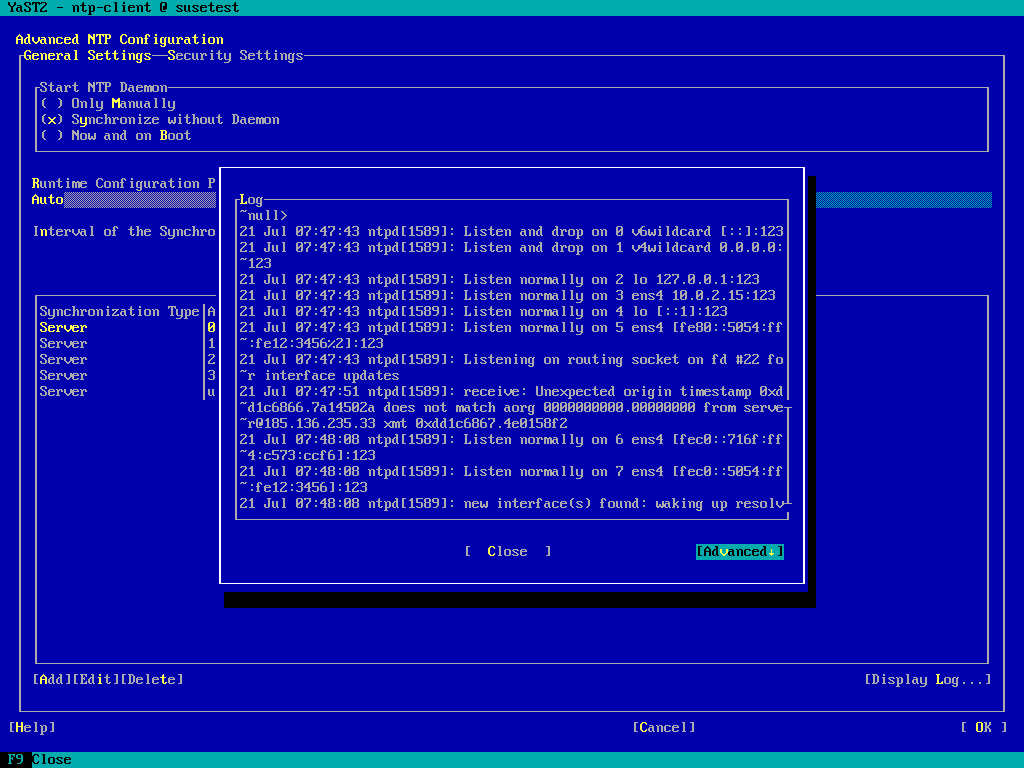 YaST2 - ntp-client @ susetest
Advanced NTP Configuration
General Settings Security Settings
Start NTP Daemon
( ) Only Manually
(x) Synchronize without Daemon
( ) Now and on Boot
Runtime Configuration P
Auto
Interval of the Synchro
Log
~null>
21 Jul 07:47:43 ntpd[1589]: Listen and drop on 0 v6wildcard [::]:123
21 Jul 07:47:43 ntpd[1589]: Listen and drop on 1 v4wildcard 0.0.0.0:
~123
21 Jul 07:47:43 ntpd[1589]: Listen normally on 2 lo 127.0.0.1:123
21 Jul 07:47:43 ntpd[1589]: Listen normally on 3 ens4 10.0.2.15:123
21 Jul 07:47:43 ntpd[1589]: Listen normally on 4 lo [::1]:123
21 Jul 07:47:43 ntpd[1589]: Listen normally on 5 ens4 [fe80::5054:ff
~:fe12:3456%2]:123
21 Jul 07:47:43 ntpd[1589]: Listening on routing socket on fd #22 fo
~r interface updates
21 Jul 07:47:51 ntpd[1589]: receive: Unexpected origin timestamp 0xd
~d1c6866.7a14502a does not match aorg 0000000000.00000000 from serve
~r@185.136.235.33 xmt 0xdd1c6867.4e0158f2
21 Jul 07:48:08 ntpd[1589]: Listen normally on 6 ens4 [fec0::716f:ff
~4:c573:ccf6]:123
21 Jul 07:48:08 ntpd[1589]: Listen normally on 7 ens4 [fec0::5054:ff
~:fe12:3456]:123
21 Jul 07:48:08 ntpd[1589]: new interface(s) found: waking up resolv
[ Close ]
[Advanced↓]
Synchronization Type A
Server 0
Server 1
Server 2
Server 3
Server u
[Add][Edit][Delete]
[Display Log...]
[Help]
[Cancel]
[ OK ]
F9 Close